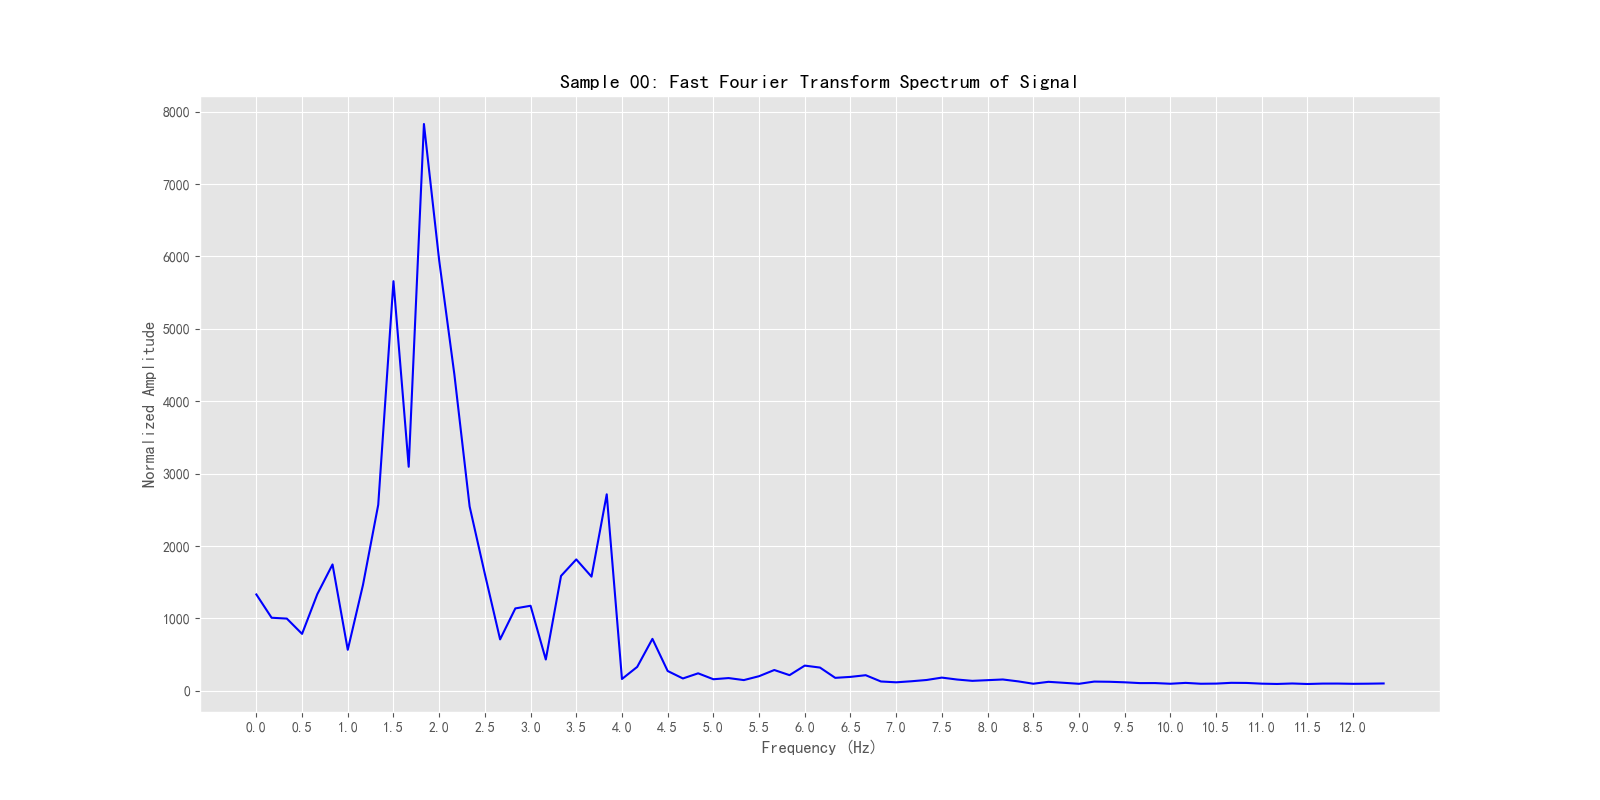 Sample 00: Fast Fourier Transform Spectrum of Signal
8000
7000
6000
5000
4000
3000
2000
1000
0
Normalized Amplitude
0.0 0.5 1.0 1.5 2.0 2.5 3.0 3.5 4.0 4.5 5.0 5.5 6.0 6.5 7.0 7.5 8.0 8.5 9.0 9.5 10.0 10.5 11.0 11.5 12.0
Frequency (Hz)